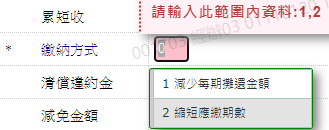 累短收
請輸入此範圍內資料:1,2
* 繳納方式 0
清償違約金
1 減少每期攤還金額
減免金額
2 縮短應繳期數